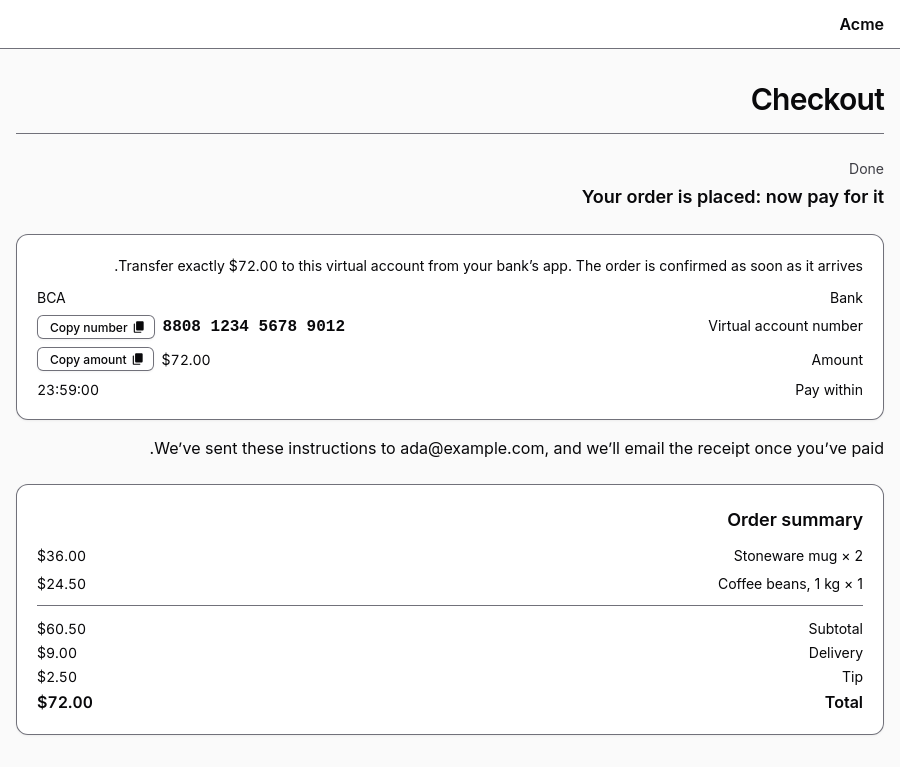 Acme
Checkout
Done
Your order is placed: now pay for it
Transfer exactly $72.00 to this virtual account from your bank’s app. The order is confirmed as soon as it arrives.
Bank
BCA
Virtual account number
8808 1234 5678 9012 Copy number
Amount
$72.00 Copy amount
Pay within
23:59:00
We’ve sent these instructions to ada@example.com, and we’ll email the receipt once you’ve paid.
Order summary
Stoneware mug × 2
$36.00
Coffee beans, 1 kg × 1
$24.50
Subtotal
$60.50
Delivery
$9.00
Tip
$2.50
Total
$72.00